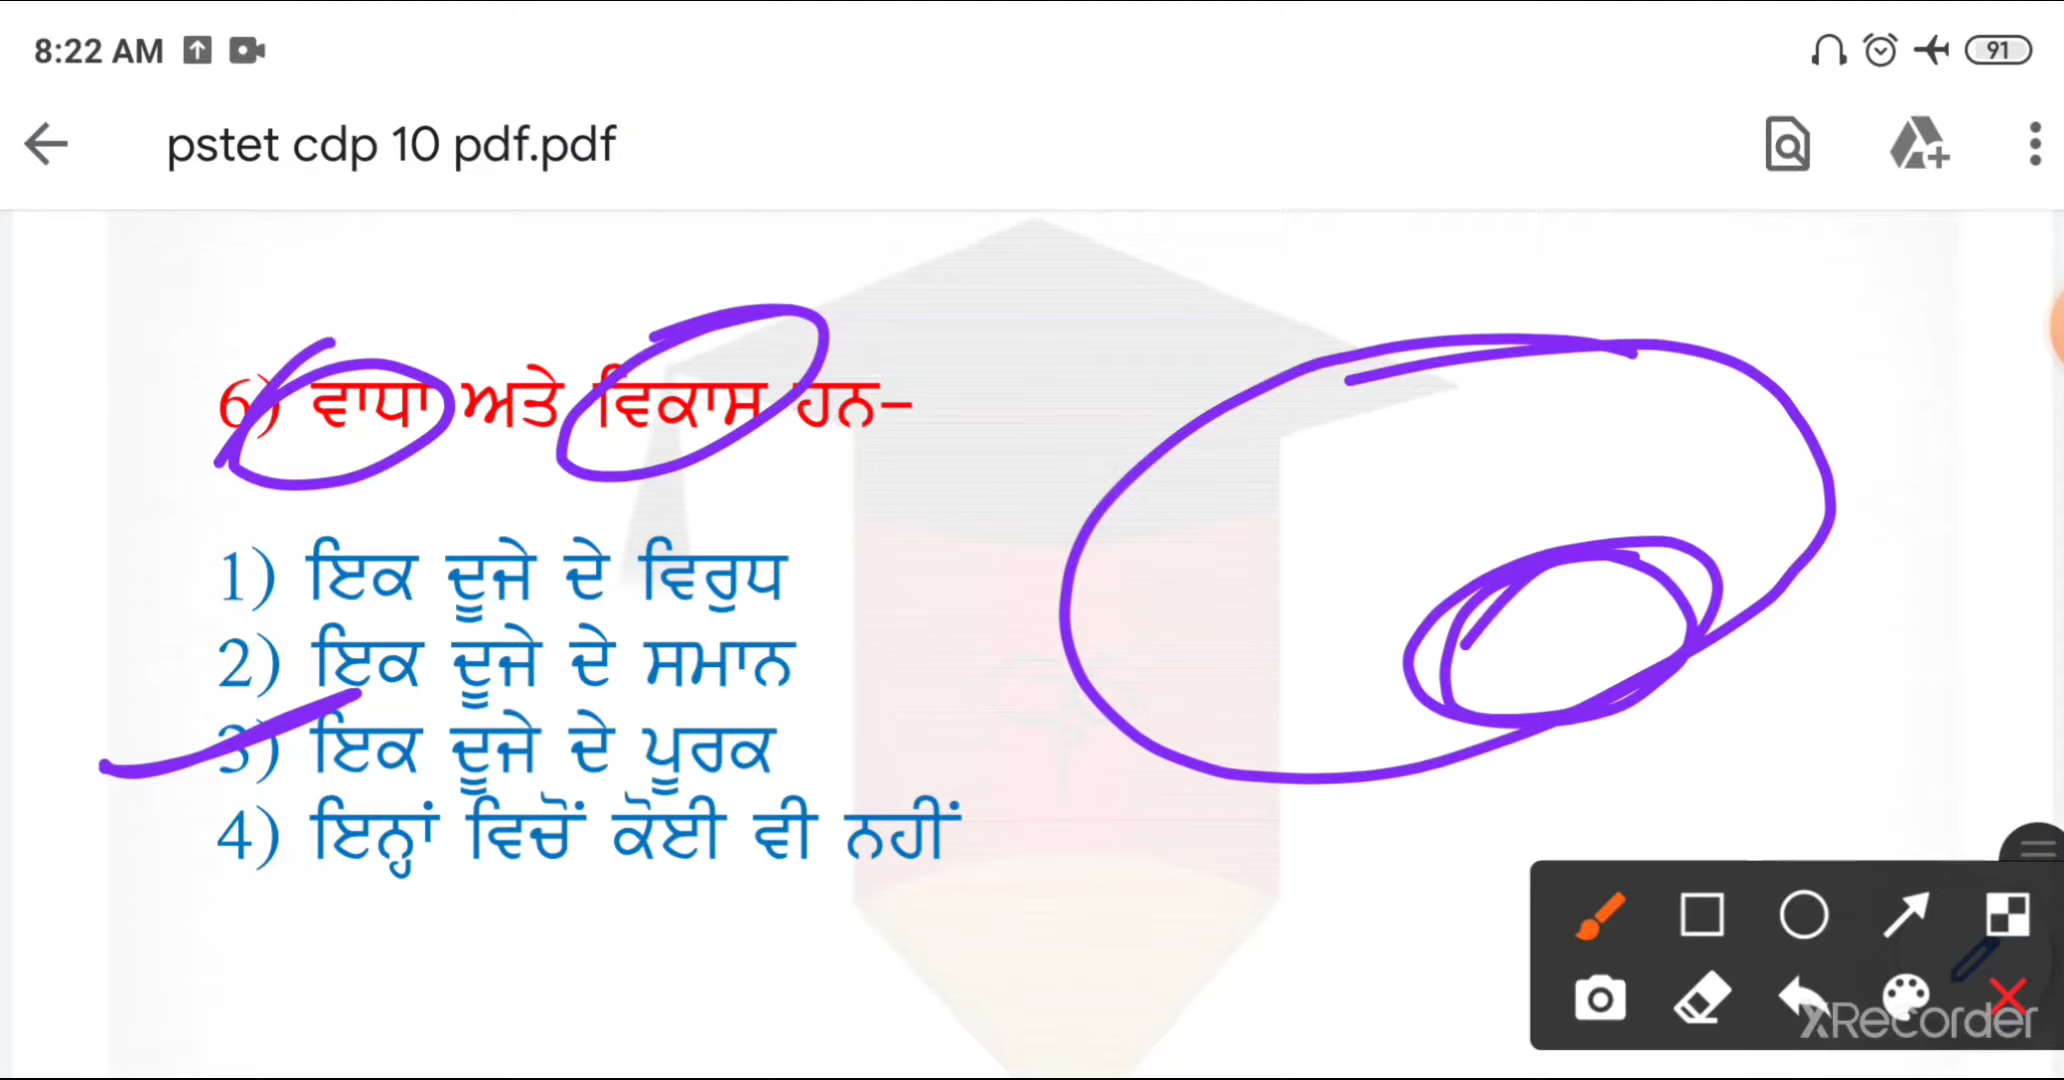 8:22 AM 91
pstet cdp 10 pdf.pdf
6) ਵਾਧਾ ਅਤੇ ਵਿਕਾਸ ਹਨ–
1) ਇਕ ਦੂਜੇ ਦੇ ਵਿਰੁਧ
2) ਇਕ ਦੂਜੇ ਦੇ ਸਮਾਨ
3) ਇਕ ਦੂਜੇ ਦੇ ਪੂਰਕ
4) ਇਨ੍ਹਾਂ ਵਿਚੋਂ ਕੋਈ ਵੀ ਨਹੀਂ
XRecorder